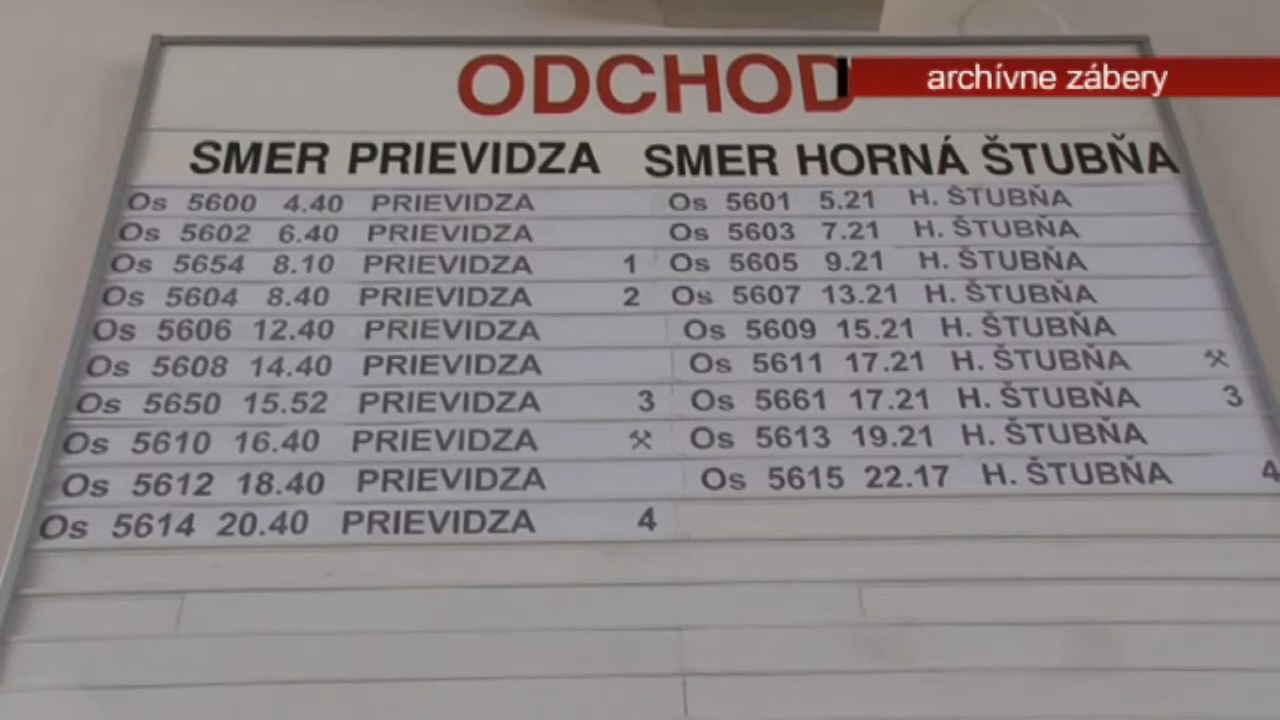 ODCHOD
archívne zábery
SMER PRIEVIDZA
Os 5600 4.40 PRIEVIDZA
Os 5602 6.40 PRIEVIDZA
Os 5654 8.10 PRIEVIDZA 1
Os 5604 8.40 PRIEVIDZA 2
Os 5606 12.40 PRIEVIDZA
Os 5608 14.40 PRIEVIDZA
Os 5650 15.52 PRIEVIDZA 3
Os 5610 16.40 PRIEVIDZA ⚒
Os 5612 18.40 PRIEVIDZA
Os 5614 20.40 PRIEVIDZA 4
SMER HORNÁ ŠTUBŇA
Os 5601 5.21 H. ŠTUBŇA
Os 5603 7.21 H. ŠTUBŇA
Os 5605 9.21 H. ŠTUBŇA
Os 5607 13.21 H. ŠTUBŇA
Os 5609 15.21 H. ŠTUBŇA
Os 5611 17.21 H. ŠTUBŇA ⚒
Os 5661 17.21 H. ŠTUBŇA 3
Os 5613 19.21 H. ŠTUBŇA
Os 5615 22.17 H. ŠTUBŇA 4